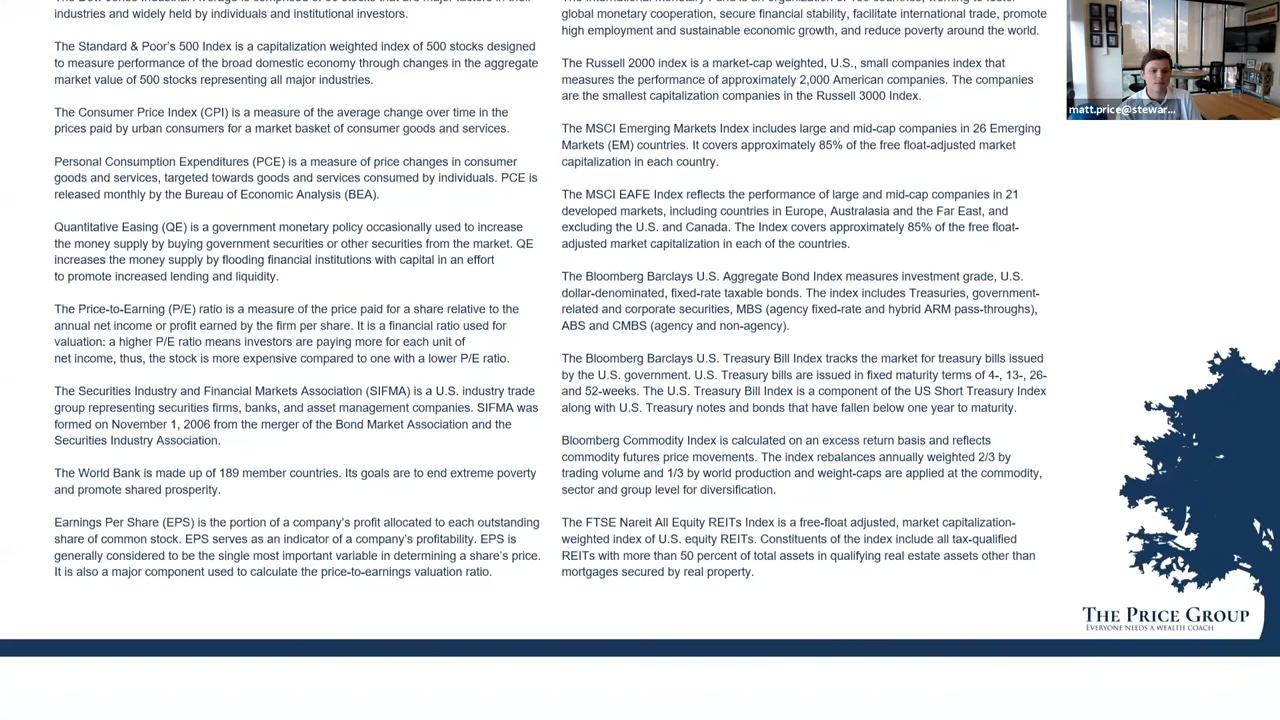 industries and widely held by individuals and institutional investors.
The Standard & Poor's 500 Index is a capitalization weighted index of 500 stocks designed
to measure performance of the broad domestic economy through changes in the aggregate
market value of 500 stocks representing all major industries.
The Consumer Price Index (CPI) is a measure of the average change over time in the
prices paid by urban consumers for a market basket of consumer goods and services.
Personal Consumption Expenditures (PCE) is a measure of price changes in consumer
goods and services, targeted towards goods and services consumed by individuals. PCE is
released monthly by the Bureau of Economic Analysis (BEA).
Quantitative Easing (QE) is a government monetary policy occasionally used to increase
the money supply by buying government securities or other securities from the market. QE
increases the money supply by flooding financial institutions with capital in an effort
to promote increased lending and liquidity.
The Price-to-Earning (P/E) ratio is a measure of the price paid for a share relative to the
annual net income or profit earned by the firm per share. It is a financial ratio used for
valuation: a higher P/E ratio means investors are paying more for each unit of
net income, thus, the stock is more expensive compared to one with a lower P/E ratio.
The Securities Industry and Financial Markets Association (SIFMA) is a U.S. industry trade
group representing securities firms, banks, and asset management companies. SIFMA was
formed on November 1, 2006 from the merger of the Bond Market Association and the
Securities Industry Association.
The World Bank is made up of 189 member countries. Its goals are to end extreme poverty
and promote shared prosperity.
Earnings Per Share (EPS) is the portion of a company's profit allocated to each outstanding
share of common stock. EPS serves as an indicator of a company's profitability. EPS is
generally considered to be the single most important variable in determining a share's price.
It is also a major component used to calculate the price-to-earnings valuation ratio.
global monetary cooperation, secure financial stability, facilitate international trade, promote
high employment and sustainable economic growth, and reduce poverty around the world.
The Russell 2000 index is a market-cap weighted, U.S., small companies index that
measures the performance of approximately 2,000 American companies. The companies
are the smallest capitalization companies in the Russell 3000 Index.
The MSCI Emerging Markets Index includes large and mid-cap companies in 26 Emerging
Markets (EM) countries. It covers approximately 85% of the free float-adjusted market
capitalization in each country.
The MSCI EAFE Index reflects the performance of large and mid-cap companies in 21
developed markets, including countries in Europe, Australasia and the Far East, and
excluding the U.S. and Canada. The Index covers approximately 85% of the free float-
adjusted market capitalization in each of the countries.
The Bloomberg Barclays U.S. Aggregate Bond Index measures investment grade, U.S.
dollar-denominated, fixed-rate taxable bonds. The index includes Treasuries, government-
related and corporate securities, MBS (agency fixed-rate and hybrid ARM pass-throughs),
ABS and CMBS (agency and non-agency).
The Bloomberg Barclays U.S. Treasury Bill Index tracks the market for treasury bills issued
by the U.S. government. U.S. Treasury bills are issued in fixed maturity terms of 4-, 13-, 26-
and 52-weeks. The U.S. Treasury Bill Index is a component of the US Short Treasury Index
along with U.S. Treasury notes and bonds that have fallen below one year to maturity.
Bloomberg Commodity Index is calculated on an excess return basis and reflects
commodity futures price movements. The index rebalances annually weighted 2/3 by
trading volume and 1/3 by world production and weight-caps are applied at the commodity,
sector and group level for diversification.
The FTSE Nareit All Equity REITs Index is a free-float adjusted, market capitalization-
weighted index of U.S. equity REITs. Constituents of the index include all tax-qualified
REITs with more than 50 percent of total assets in qualifying real estate assets other than
mortgages secured by real property.
matt.price@stewar...
THE PRICE GROUP
EVERYONE NEEDS A WEALTH COACH